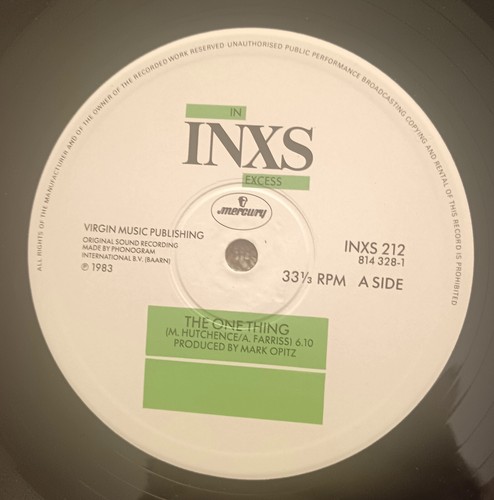 ALL RIGHTS OF THE MANUFACTURER AND OF THE OWNER OF THE RECORDED WORK RESERVED · UNAUTHORISED PUBLIC PERFORMANCE BROADCASTING COPYING AND RENTAL OF THIS RECORD IS PROHIBITED
IN
INXS
EXCESS
mercury
VIRGIN MUSIC PUBLISHING
ORIGINAL SOUND RECORDING
MADE BY PHONOGRAM
INTERNATIONAL B.V. (BAARN)
℗ 1983
INXS 212
814 328-1
33⅓ RPM A SIDE
THE ONE THING
(M. HUTCHENCE/A. FARRISS) 6.10
PRODUCED BY MARK OPITZ